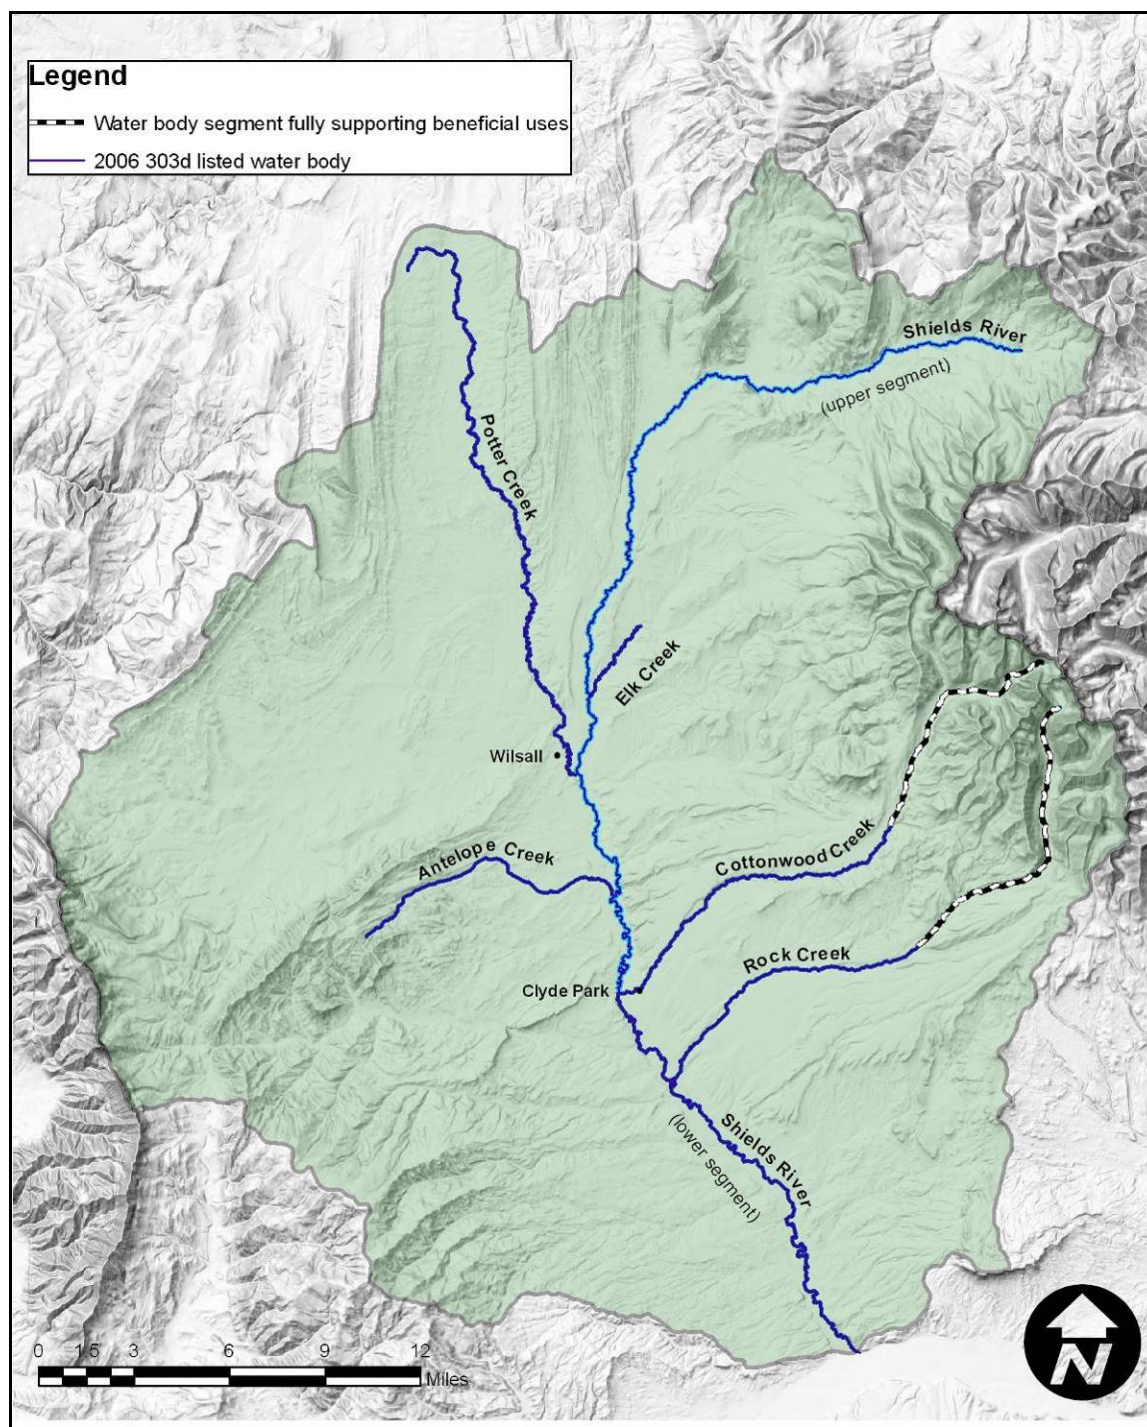 Legend
Water body segment fully supporting beneficial uses
2006 303d listed water body
Shields River
(upper segment)
Potter Creek
Elk Creek
Wilsall
Cottonwood Creek
Antelope Creek
Rock Creek
Clyde Park
Shields River
(lower segment)
0 1.5 3 6 9 12
Miles
N